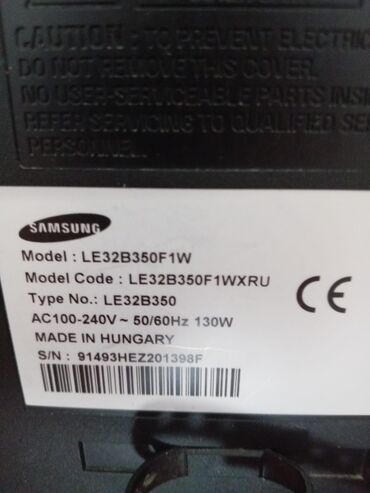 CAUTION : TO PREVENT ELECTRIC
DO NOT REMOVE THIS COVER.
NO USER-SERVICEABLE PARTS INSI
REFER SERVICING TO QUALIFIED SE
PERSONNEL.
SAMSUNG
Model : LE32B350F1W
Model Code : LE32B350F1WXRU
Type No.: LE32B350
AC100-240V ~ 50/60Hz 130W
MADE IN HUNGARY
S/N : 91493HEZ201398F
CE